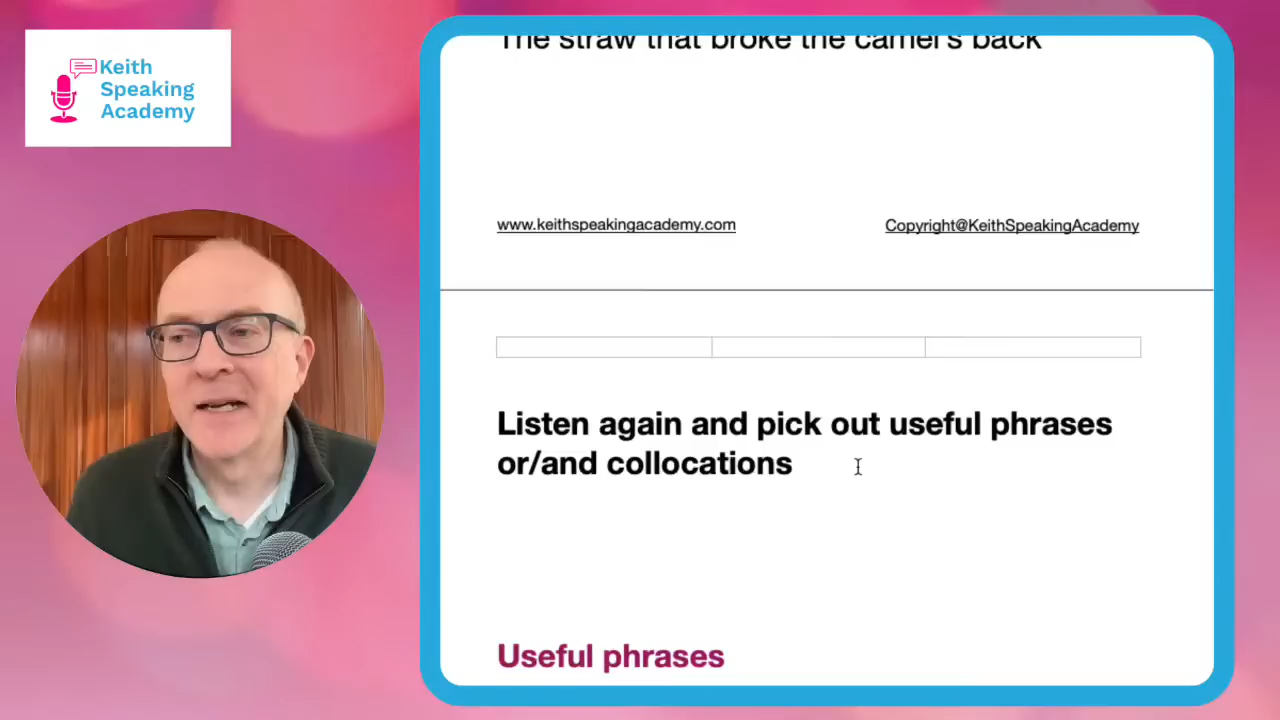 Keith
Speaking
Academy
The straw that broke the camel's back
www.keithspeakingacademy.com
Copyright@KeithSpeakingAcademy
Listen again and pick out useful phrases
or/and collocations
Useful phrases